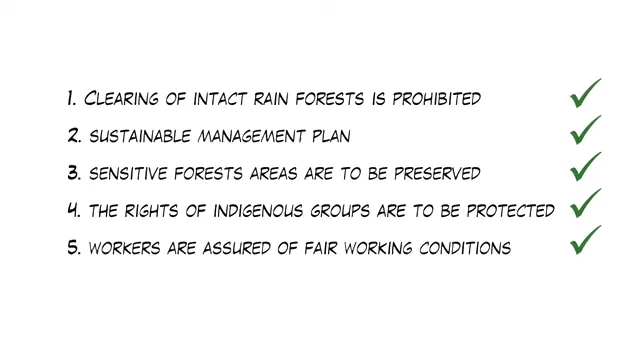 1. Clearing of intact rain forests is prohibited
2. sustainable management plan
3. sensitive forests areas are to be preserved
4. the rights of indigenous groups are to be protected
5. workers are assured of fair working conditions